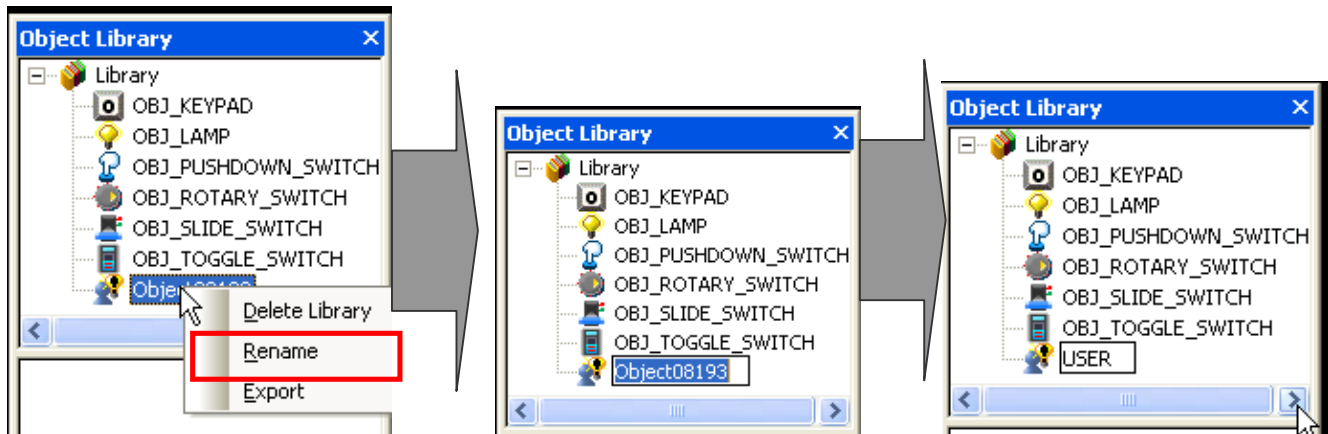 Object Library
Library
OBJ_KEYPAD
OBJ_LAMP
OBJ_PUSHDOWN_SWITCH
OBJ_ROTARY_SWITCH
OBJ_SLIDE_SWITCH
OBJ_TOGGLE_SWITCH
Delete Library
Rename
Export
Object Library
Library
OBJ_KEYPAD
OBJ_LAMP
OBJ_PUSHDOWN_SWITCH
OBJ_ROTARY_SWITCH
OBJ_SLIDE_SWITCH
OBJ_TOGGLE_SWITCH
Object08193
Object Library
Library
OBJ_KEYPAD
OBJ_LAMP
OBJ_PUSHDOWN_SWITCH
OBJ_ROTARY_SWITCH
OBJ_SLIDE_SWITCH
OBJ_TOGGLE_SWITCH
USER